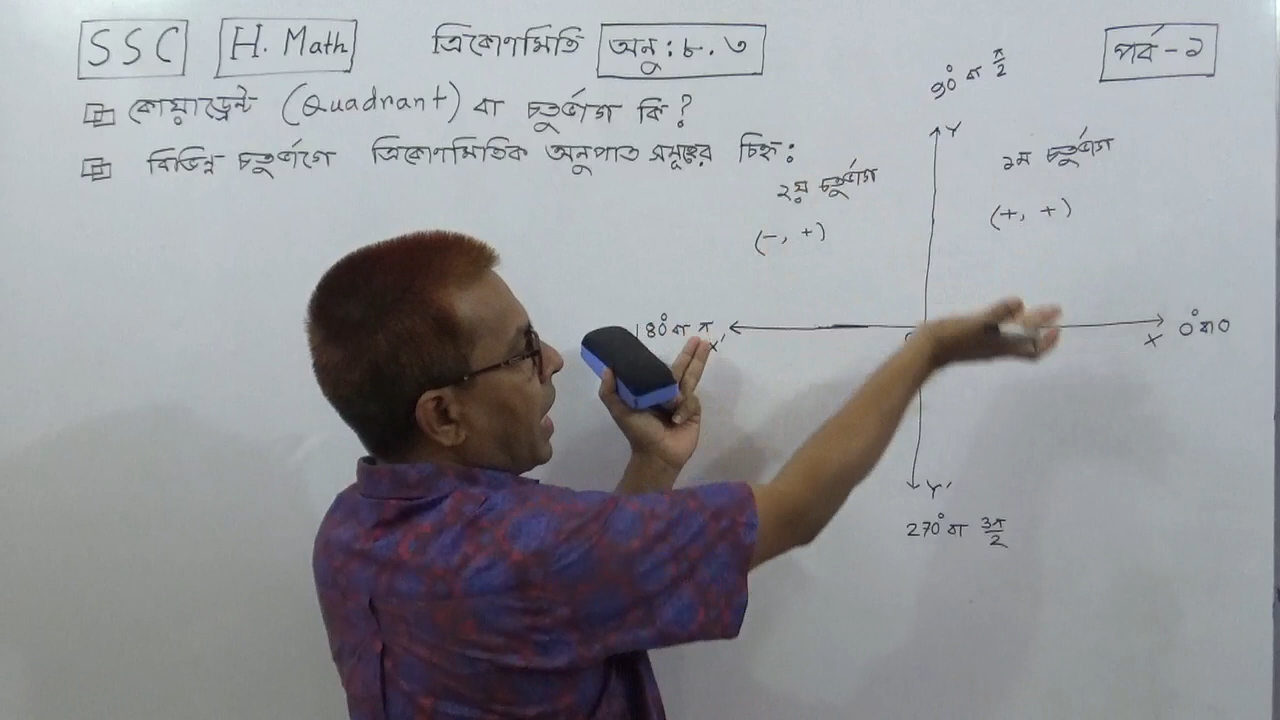 SSC H. Math ত্রিকোণমিতি অনু : ৮.৩ পর্ব - ১
কোয়াড্রেন্ট (Quadrant) বা চতুর্ভাগ কি ?
বিভিন্ন চতুর্ভাগে ত্রিকোণমিতিক অনুপাত সমূহের চিহ্ন :
90° বা π/2
Y
১ম চতুর্ভাগ
(+, +)
২য় চতুর্ভাগ
(-, +)
180° বা π
X'
X
0° বা 0
Y'
270° বা 3π/2